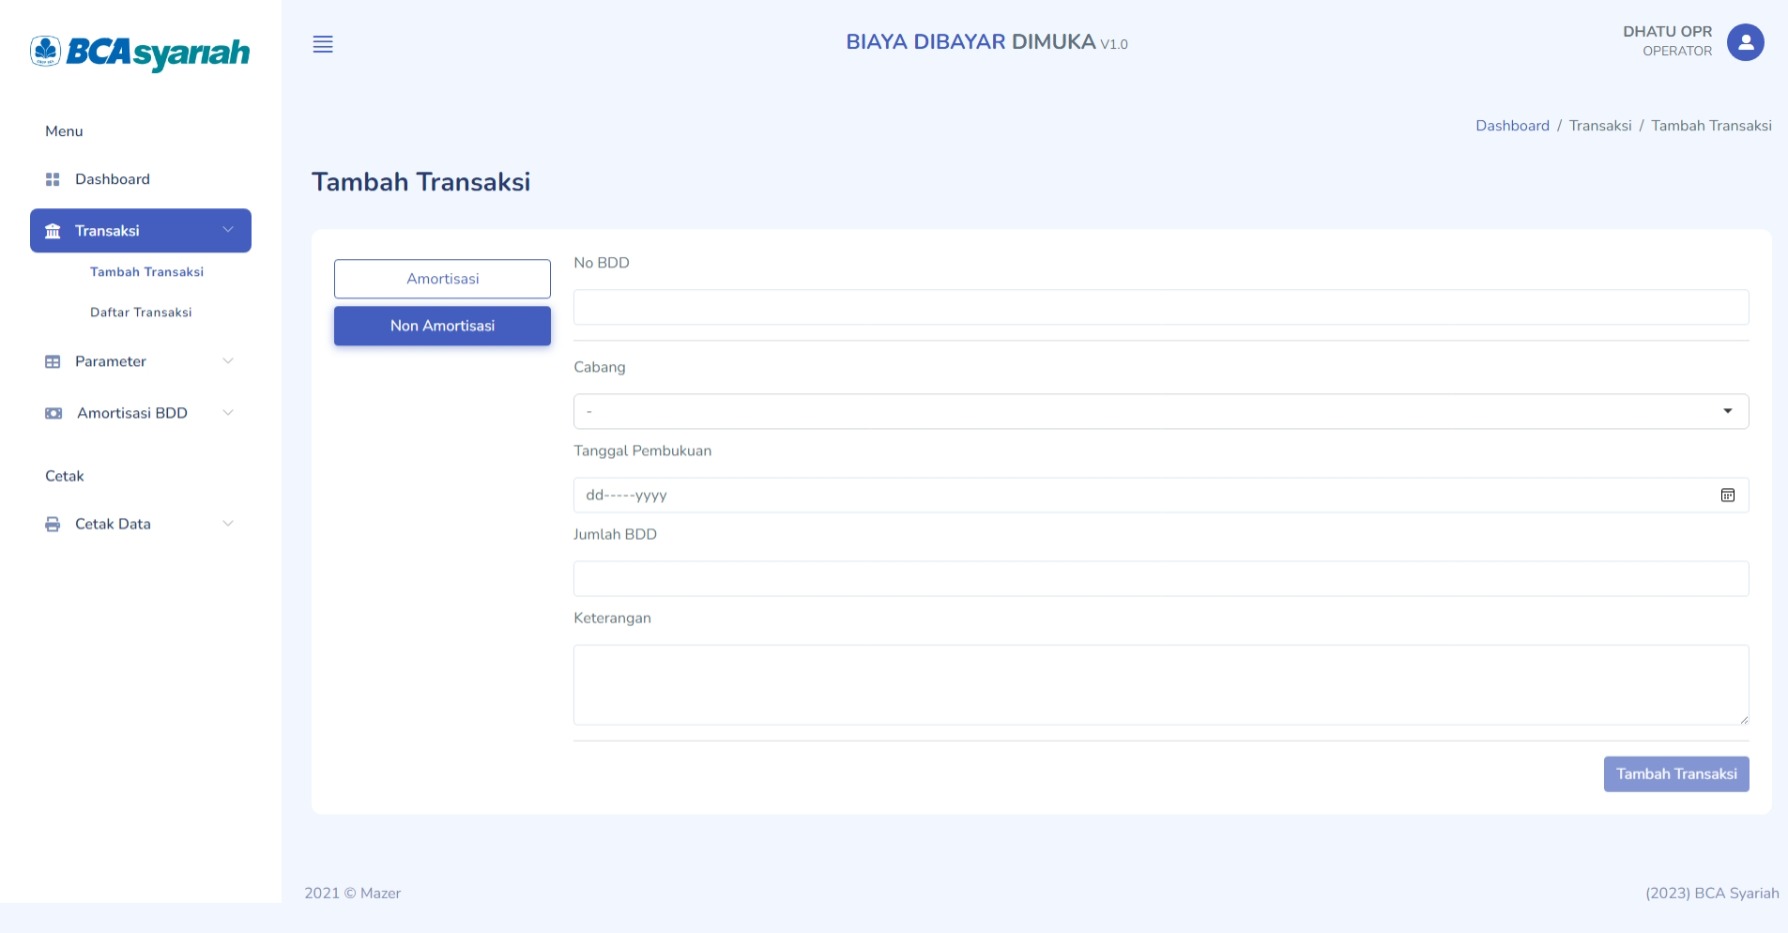 BCAsyariah
BIAYA DIBAYAR DIMUKA V1.0
DHATU OPR
OPERATOR
Menu
Dashboard
Transaksi
Tambah Transaksi
Daftar Transaksi
Parameter
Amortisasi BDD
Cetak
Cetak Data
Dashboard / Transaksi / Tambah Transaksi
Tambah Transaksi
Amortisasi
Non Amortisasi
No BDD
Cabang
-
Tanggal Pembukuan
dd-----yyyy
Jumlah BDD
Keterangan
Tambah Transaksi
2021 © Mazer
(2023) BCA Syariah